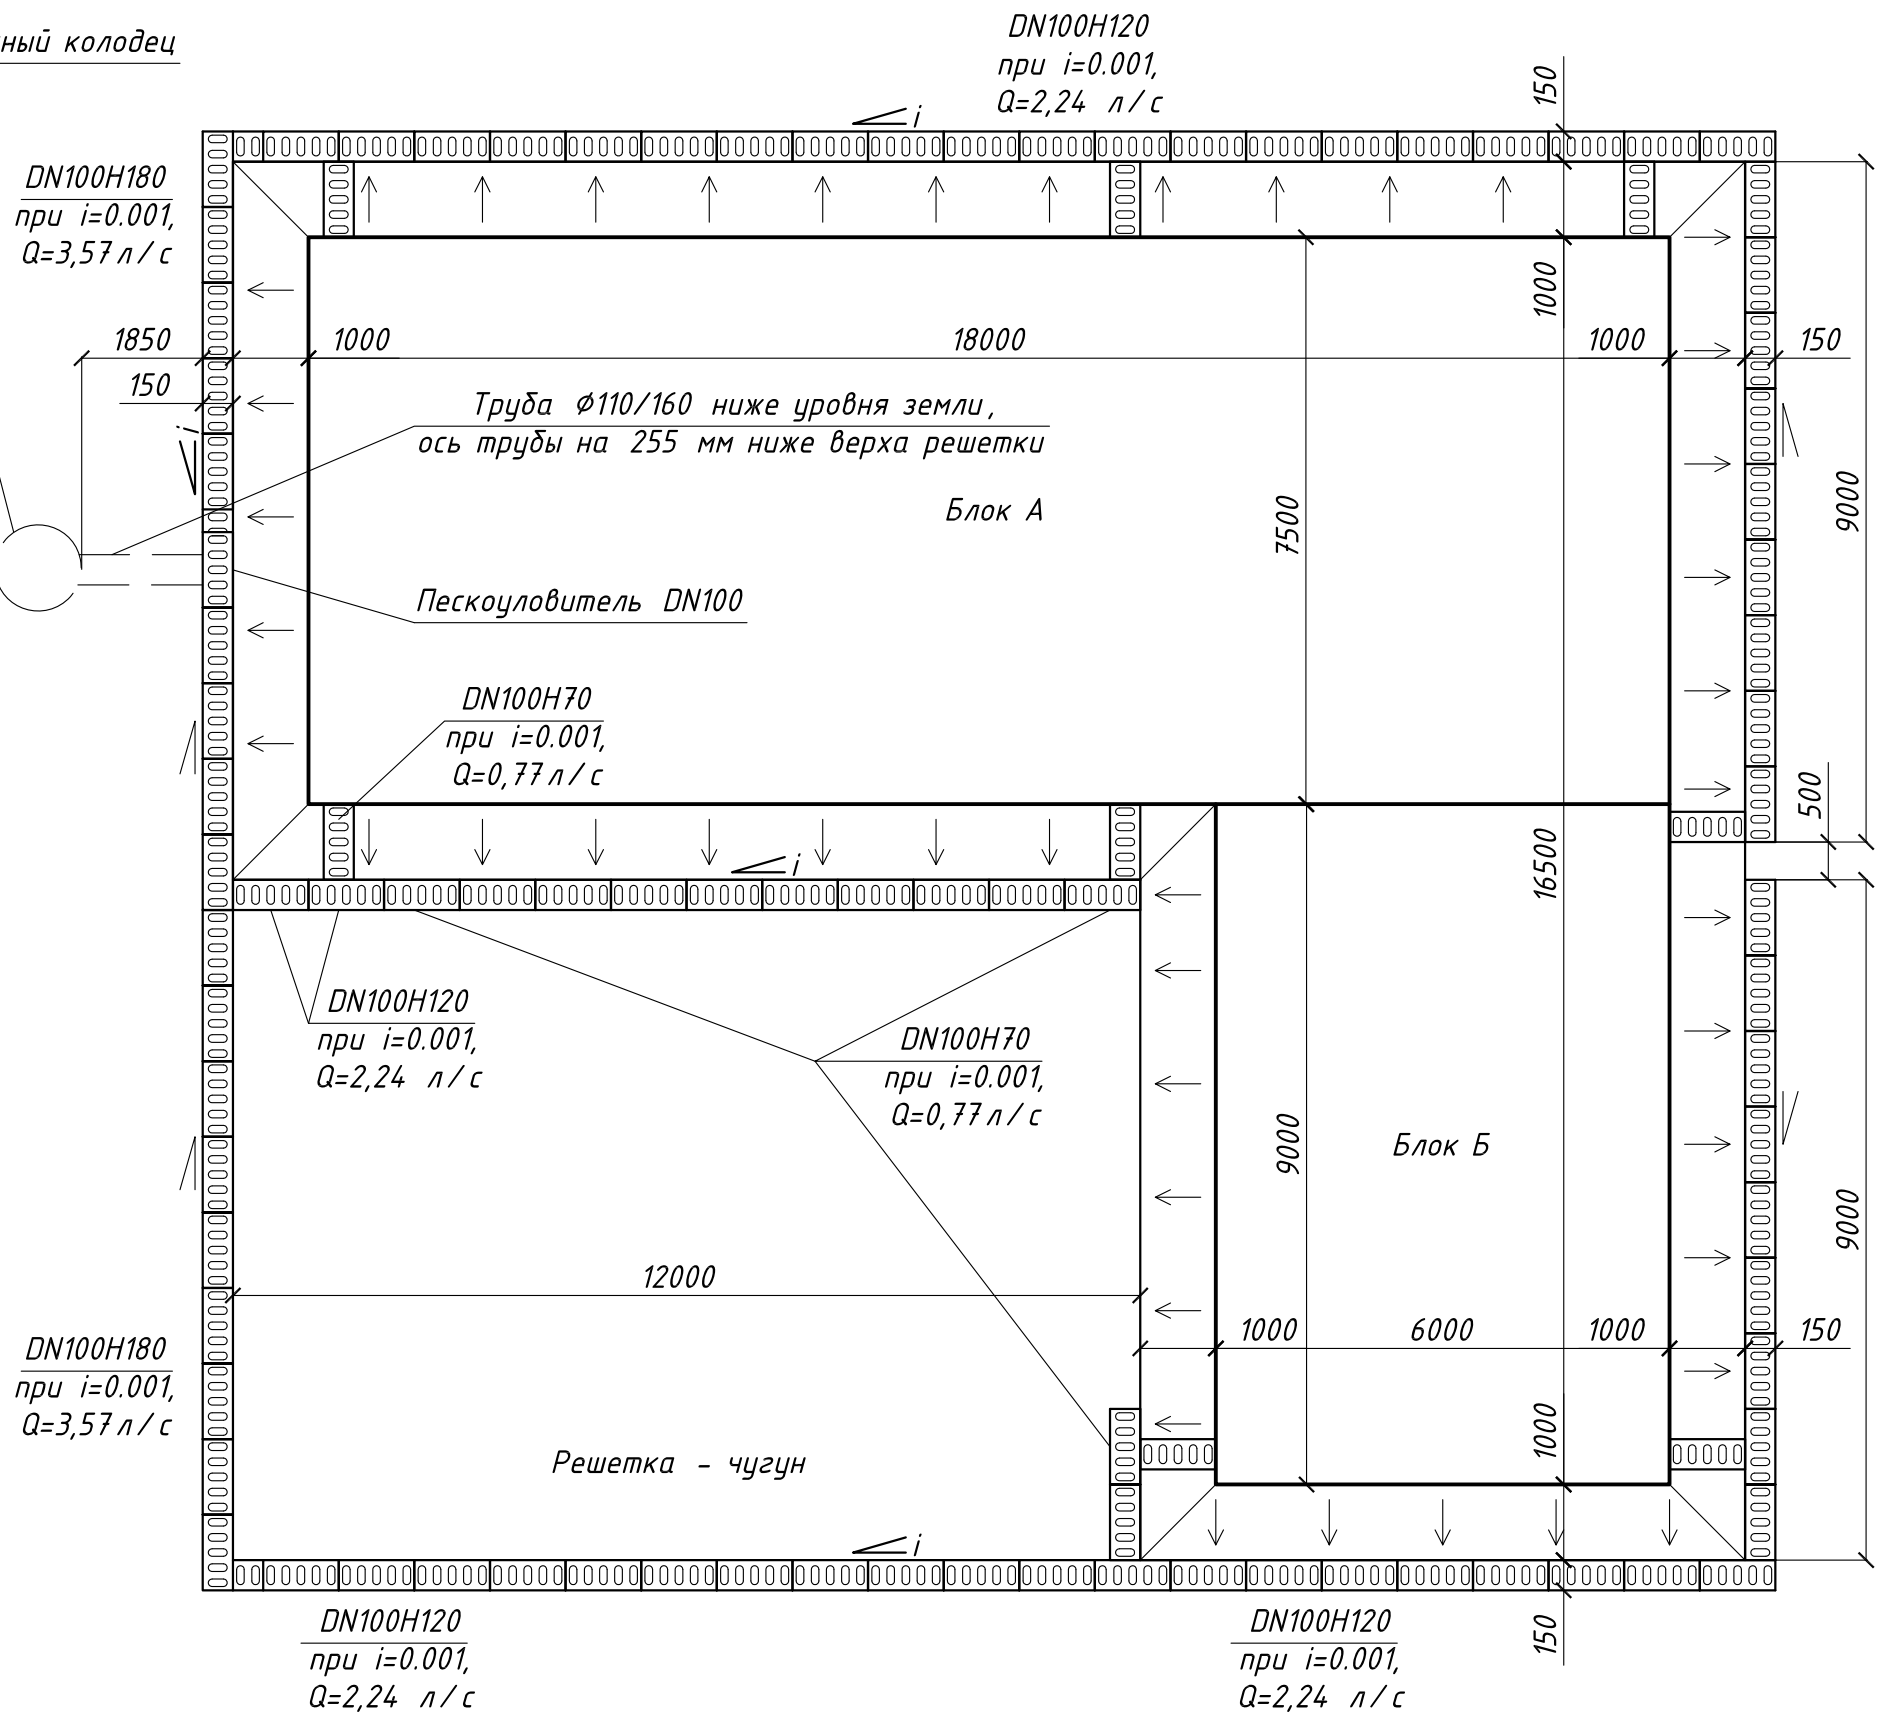 ный колодец
DN100H120
при i=0.001,
Q=2,24 л/с
150
i
DN100H180
при i=0.001,
Q=3,57 л/с
1000
1850
1000
18000
1000
150
150
Труба ϕ110/160 ниже уровня земли,
ось трубы на 255 мм ниже верха решетки
i
9000
Блок А
7500
Пескоуловитель DN100
DN100H70
при i=0.001,
Q=0,77 л/с
500
i
16500
DN100H120
при i=0.001,
Q=2,24 л/с
DN100H70
при i=0.001,
Q=0,77 л/с
9000
Блок Б
9000
12000
1000
6000
1000
150
DN100H180
при i=0.001,
Q=3,57 л/с
1000
Решетка - чугун
i
DN100H120
при i=0.001,
Q=2,24 л/с
DN100H120
при i=0.001,
Q=2,24 л/с
150